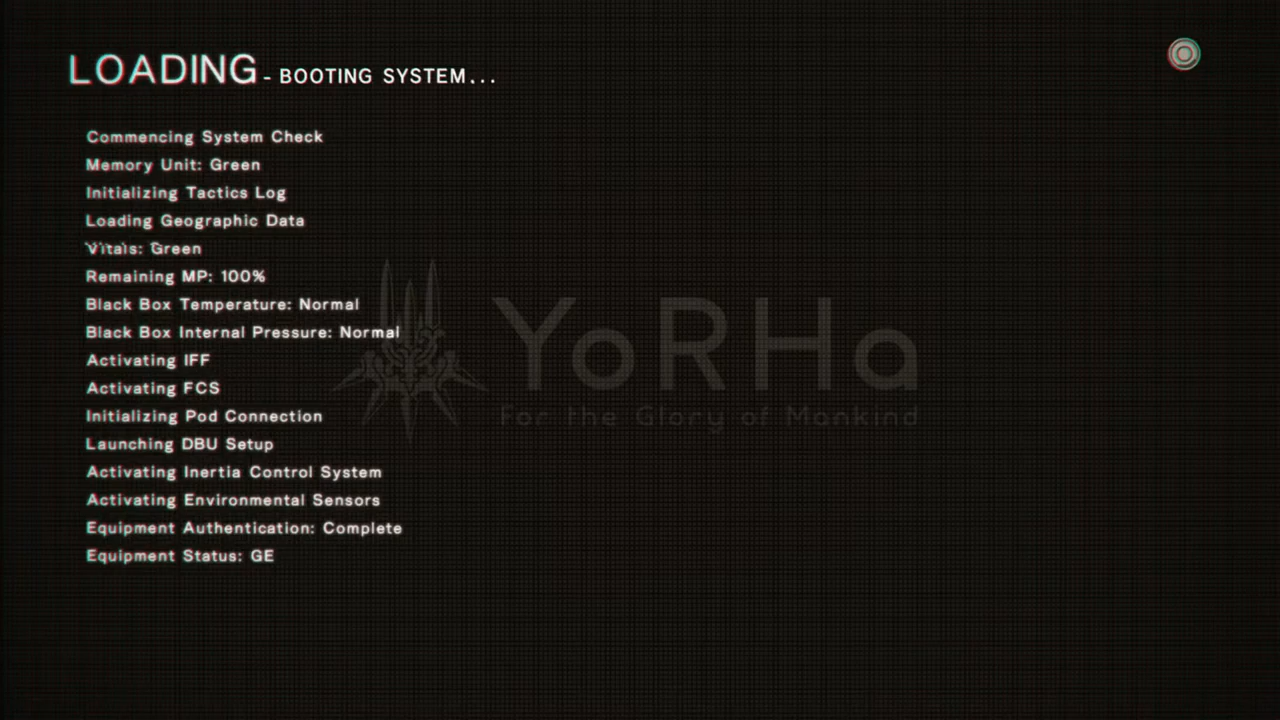 LOADING - BOOTING SYSTEM...
Commencing System Check
Memory Unit: Green
Initializing Tactics Log
Loading Geographic Data
Vitals: Green
Remaining MP: 100%
Black Box Temperature: Normal
Black Box Internal Pressure: Normal
Activating IFF
Activating FCS
Initializing Pod Connection
Launching DBU Setup
Activating Inertia Control System
Activating Environmental Sensors
Equipment Authentication: Complete
Equipment Status: GE
YoRHa
For the Glory of Mankind